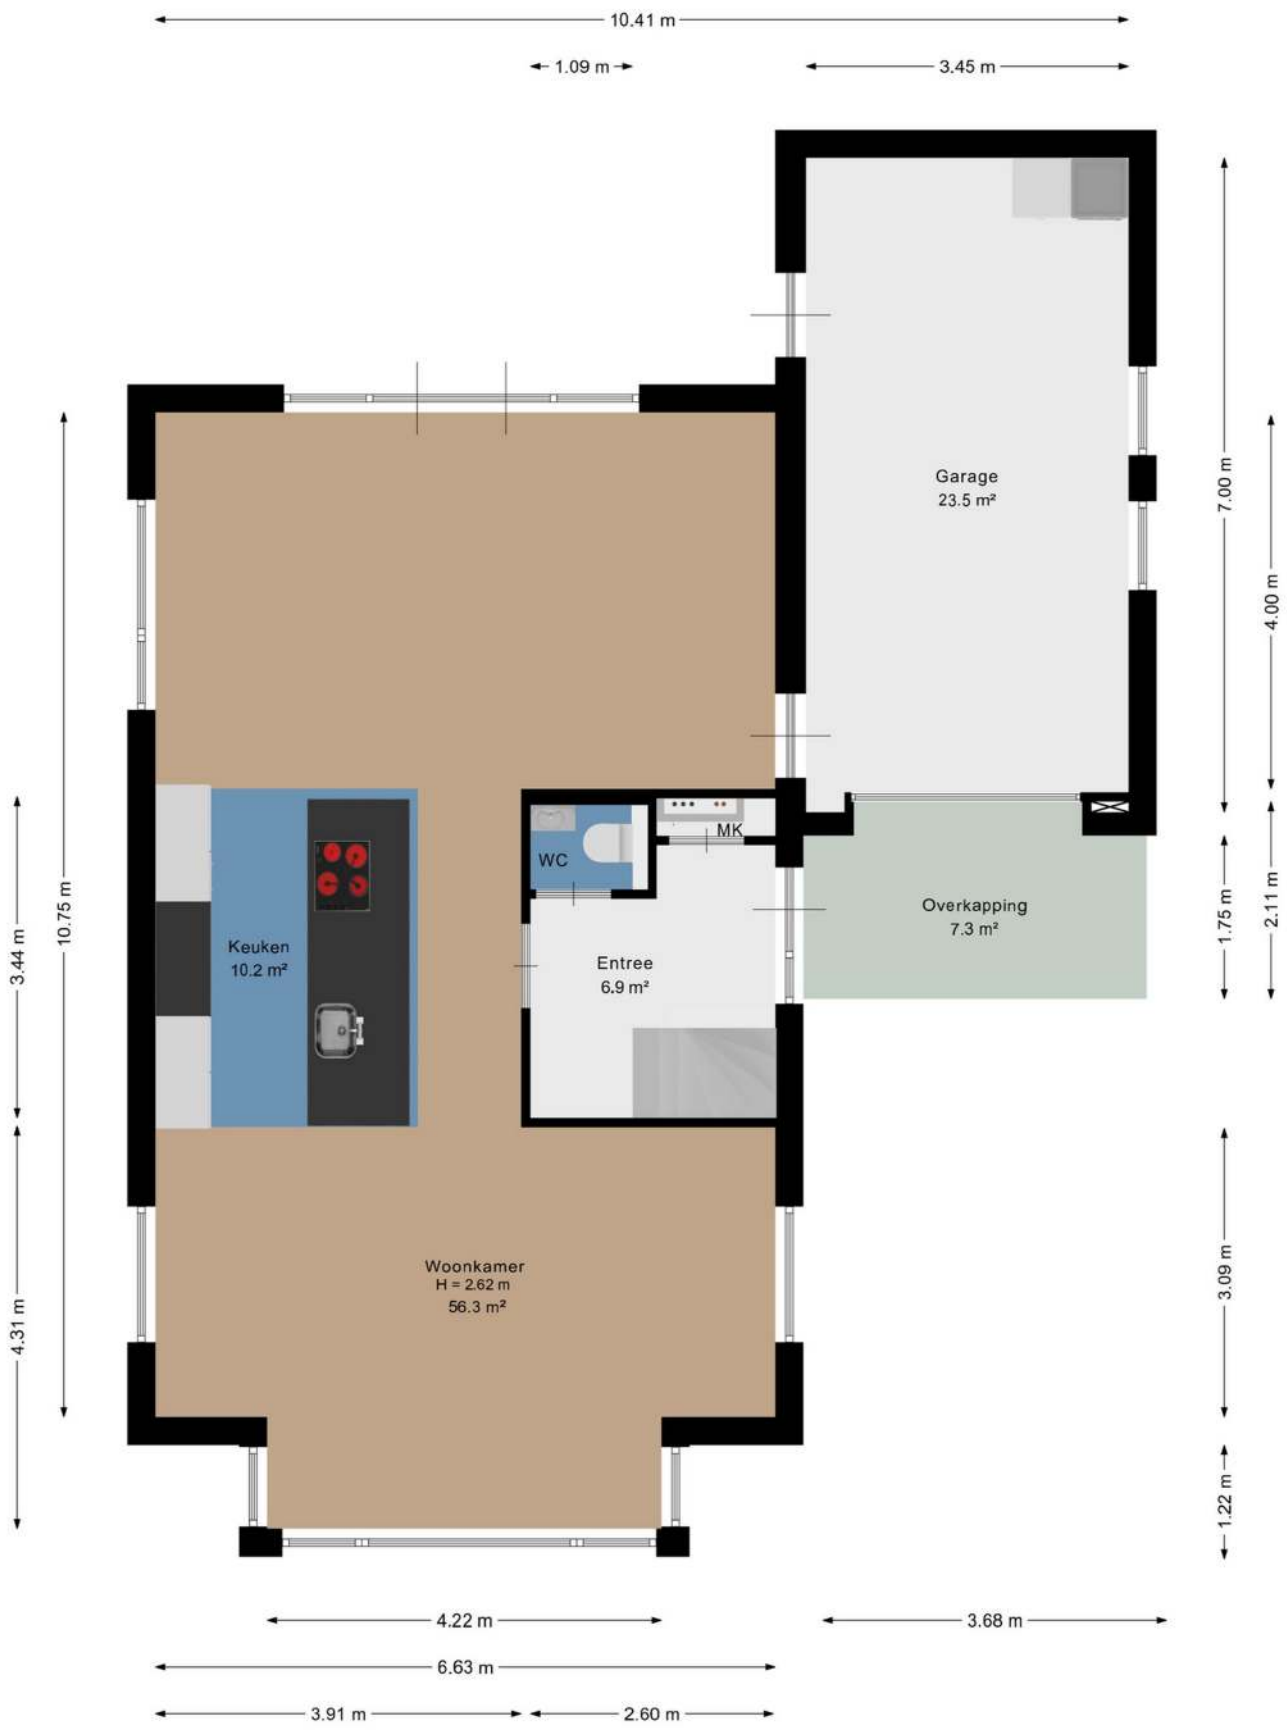 10.41 m
1.09 m
3.45 m
Garage
23.5 m²
7.00 m
4.00 m
10.75 m
3.44 m
MK
WC
Keuken
10.2 m²
Entree
6.9 m²
Overkapping
7.3 m²
1.75 m
2.11 m
Woonkamer
H = 2.62 m
56.3 m²
4.31 m
3.09 m
1.22 m
4.22 m
3.68 m
6.63 m
3.91 m
2.60 m